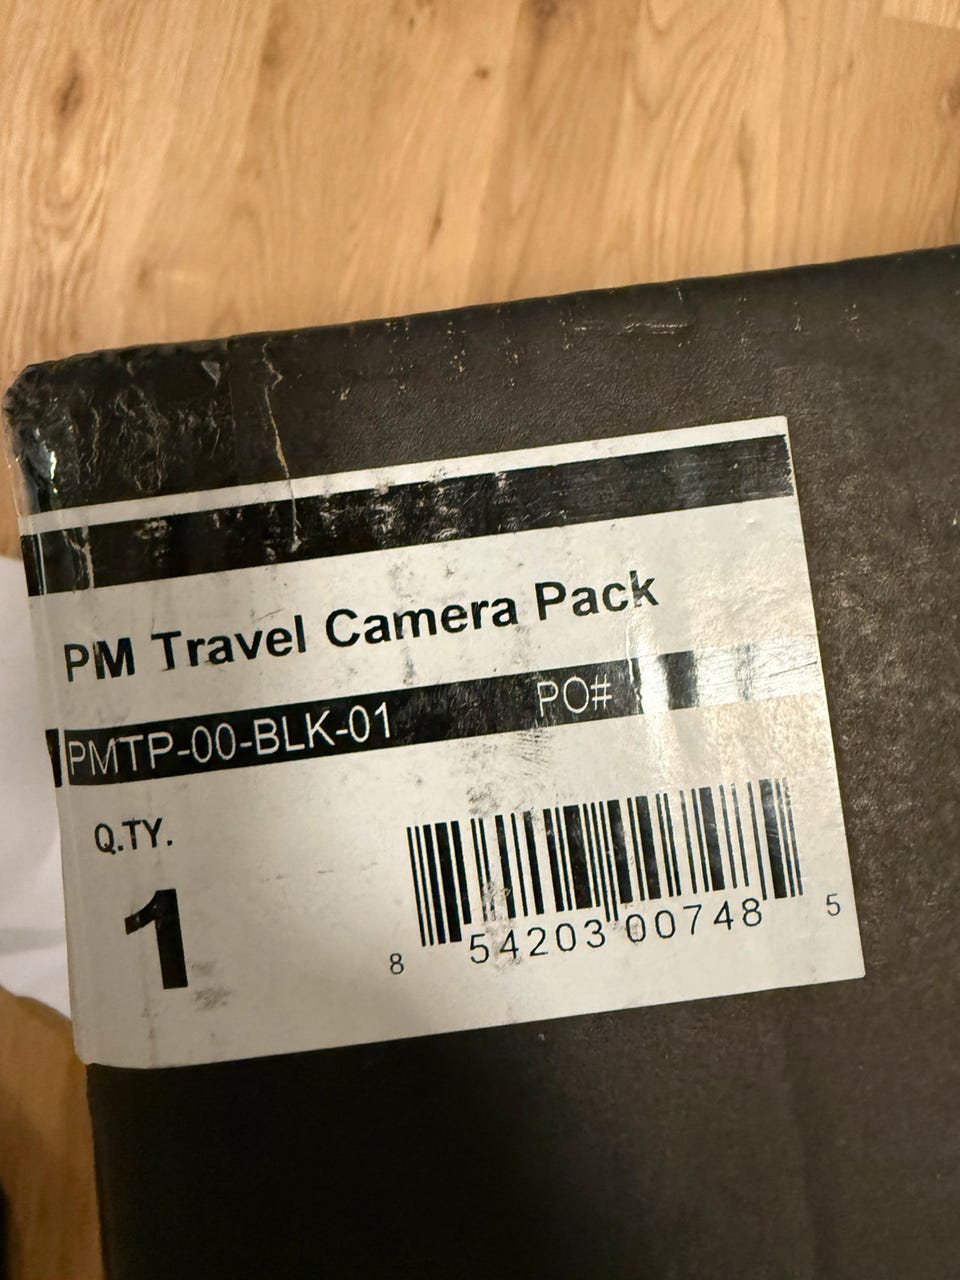 PM Travel Camera Pack
PMTP-00-BLK-01 PO#
Q.TY.
1
8 54203 00748 5